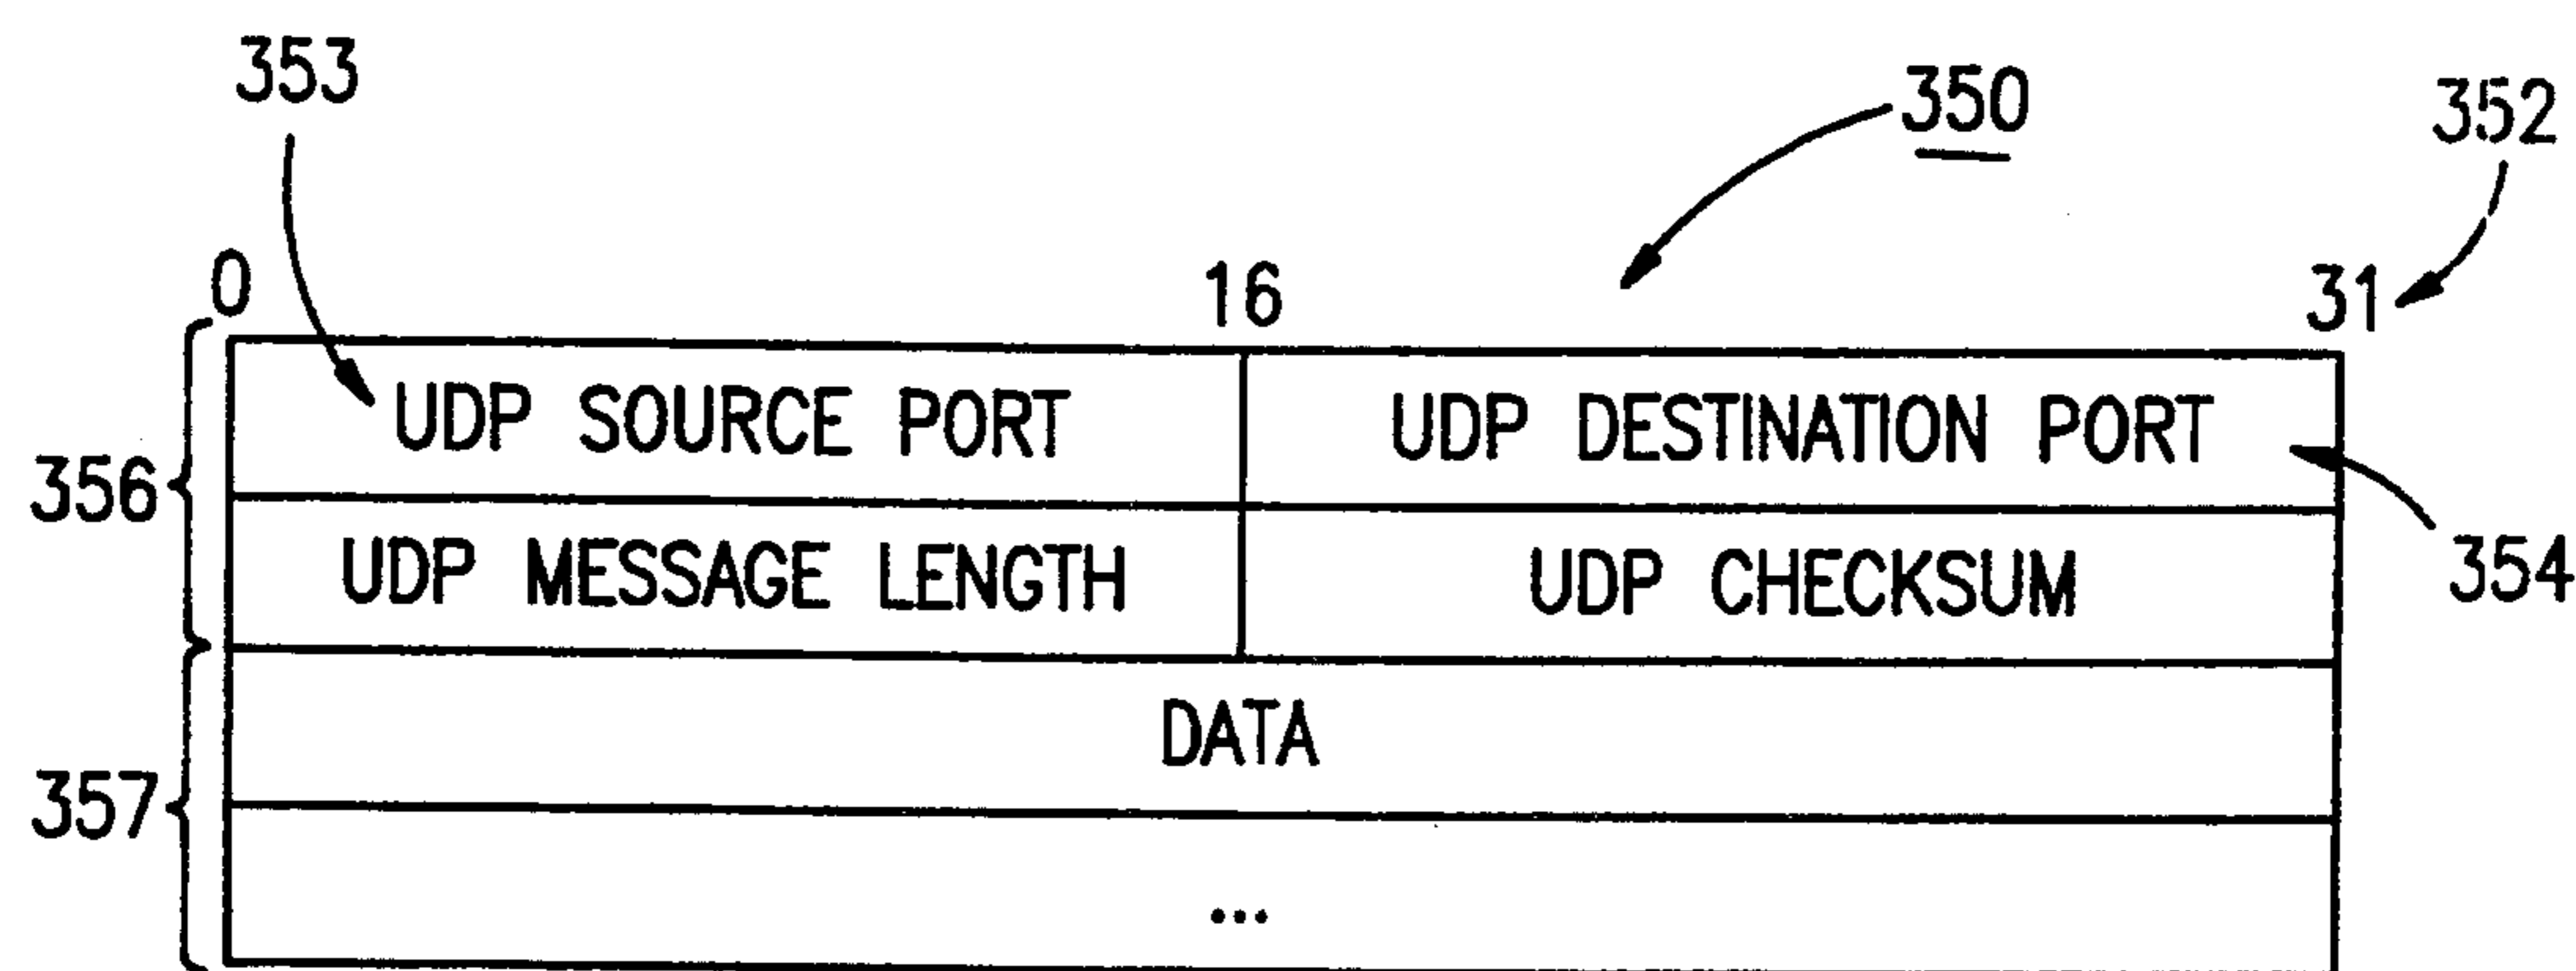 353 350 352
0 16 31
UDP SOURCE PORT UDP DESTINATION PORT
356 354
UDP MESSAGE LENGTH UDP CHECKSUM
DATA
357
...